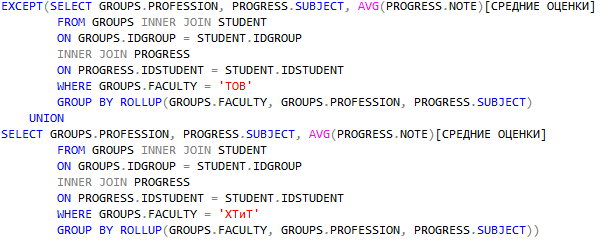 EXCEPT(SELECT GROUPS.PROFESSION, PROGRESS.SUBJECT, AVG(PROGRESS.NOTE)[СРЕДНИЕ ОЦЕНКИ]
FROM GROUPS INNER JOIN STUDENT
ON GROUPS.IDGROUP = STUDENT.IDGROUP
INNER JOIN PROGRESS
ON PROGRESS.IDSTUDENT = STUDENT.IDSTUDENT
WHERE GROUPS.FACULTY = 'ТОВ'
GROUP BY ROLLUP(GROUPS.FACULTY, GROUPS.PROFESSION, PROGRESS.SUBJECT)
UNION
SELECT GROUPS.PROFESSION, PROGRESS.SUBJECT, AVG(PROGRESS.NOTE)[СРЕДНИЕ ОЦЕНКИ]
FROM GROUPS INNER JOIN STUDENT
ON GROUPS.IDGROUP = STUDENT.IDGROUP
INNER JOIN PROGRESS
ON PROGRESS.IDSTUDENT = STUDENT.IDSTUDENT
WHERE GROUPS.FACULTY = 'ХТиТ'
GROUP BY ROLLUP(GROUPS.FACULTY, GROUPS.PROFESSION, PROGRESS.SUBJECT))